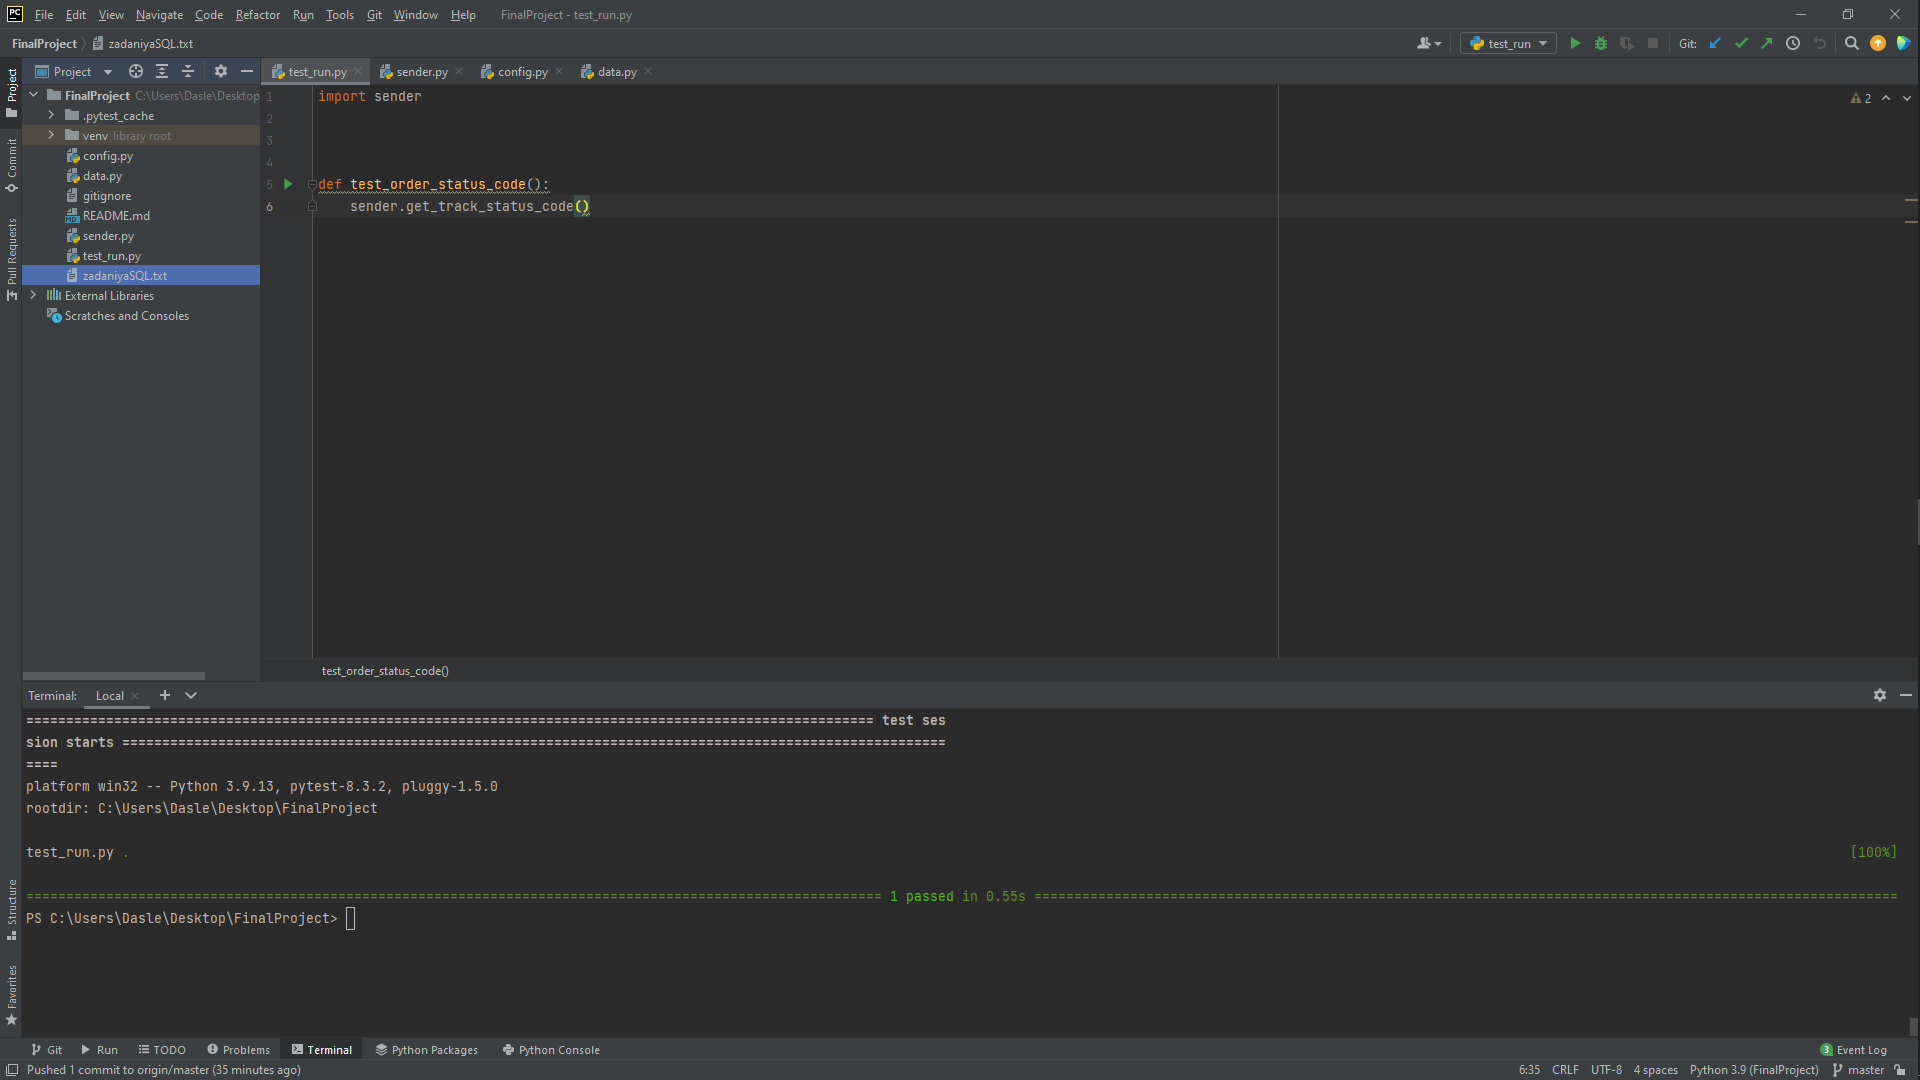 PC File Edit View Navigate Code Refactor Run Tools Git Window Help FinalProject - test_run.py
FinalProject zadaniyaSQL.txt test_run Git:
Project test_run.py sender.py config.py data.py
FinalProject C:\Users\Dasle\Desktop
.pytest_cache
venv library root
config.py
data.py
gitignore
README.md
sender.py
test_run.py
zadaniyaSQL.txt
External Libraries
Scratches and Consoles
Project
Commit
Pull Requests
Structure
Favorites
1 import sender
2
3
4
5 def test_order_status_code():
6 sender.get_track_status_code()
2
test_order_status_code()
Terminal: Local
========================================================================================================== test ses
sion starts =======================================================================================================
====
platform win32 -- Python 3.9.13, pytest-8.3.2, pluggy-1.5.0
rootdir: C:\Users\Dasle\Desktop\FinalProject
test_run.py . [100%]
=========================================================================================================== 1 passed in 0.55s ============================================================================================================
PS C:\Users\Dasle\Desktop\FinalProject>
Git Run TODO Problems Terminal Python Packages Python Console 3 Event Log
Pushed 1 commit to origin/master (35 minutes ago) 6:35 CRLF UTF-8 4 spaces Python 3.9 (FinalProject) master